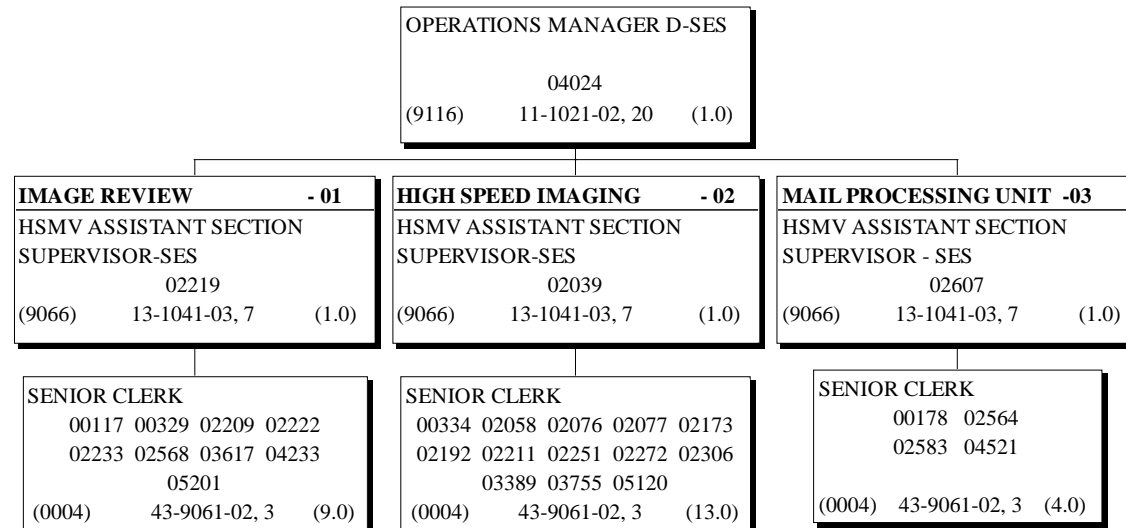 OPERATIONS MANAGER D-SES
04024
(9116) 11-1021-02, 20 (1.0)
IMAGE REVIEW - 01
HSMV ASSISTANT SECTION
SUPERVISOR-SES
02219
(9066) 13-1041-03, 7 (1.0)
SENIOR CLERK
00117 00329 02209 02222
02233 02568 03617 04233
05201
(0004) 43-9061-02, 3 (9.0)
HIGH SPEED IMAGING - 02
HSMV ASSISTANT SECTION
SUPERVISOR-SES
02039
(9066) 13-1041-03, 7 (1.0)
SENIOR CLERK
00334 02058 02076 02077 02173
02192 02211 02251 02272 02306
03389 03755 05120
(0004) 43-9061-02, 3 (13.0)
MAIL PROCESSING UNIT -03
HSMV ASSISTANT SECTION
SUPERVISOR - SES
02607
(9066) 13-1041-03, 7 (1.0)
SENIOR CLERK
00178 02564
02583 04521
(0004) 43-9061-02, 3 (4.0)